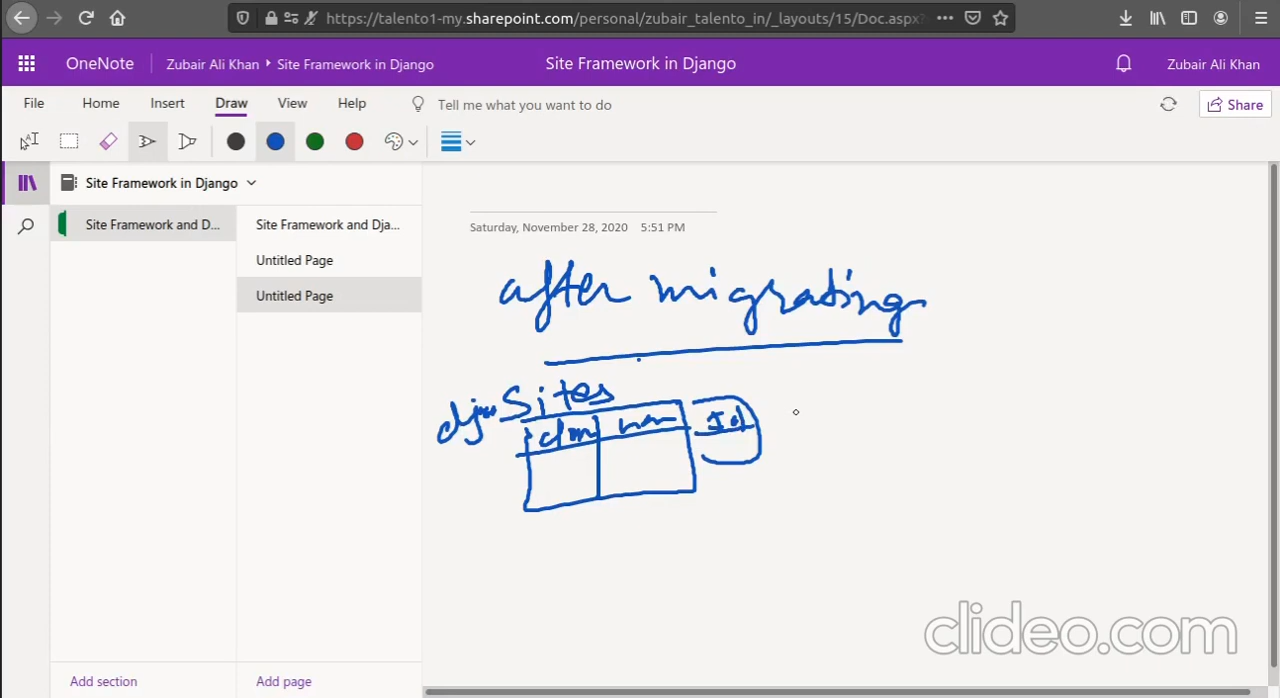 https://talento1-my.sharepoint.com/personal/zubair_talento_in/_layouts/15/Doc.aspx?
OneNote Zubair Ali Khan Site Framework in Django Site Framework in Django Zubair Ali Khan
File Home Insert Draw View Help Tell me what you want to do Share
Site Framework in Django
Site Framework and D... Site Framework and Dja...
Untitled Page
Untitled Page
Saturday, November 28, 2020 5:51 PM
after migrating
Sites
Id
clideo.com
Add section Add page